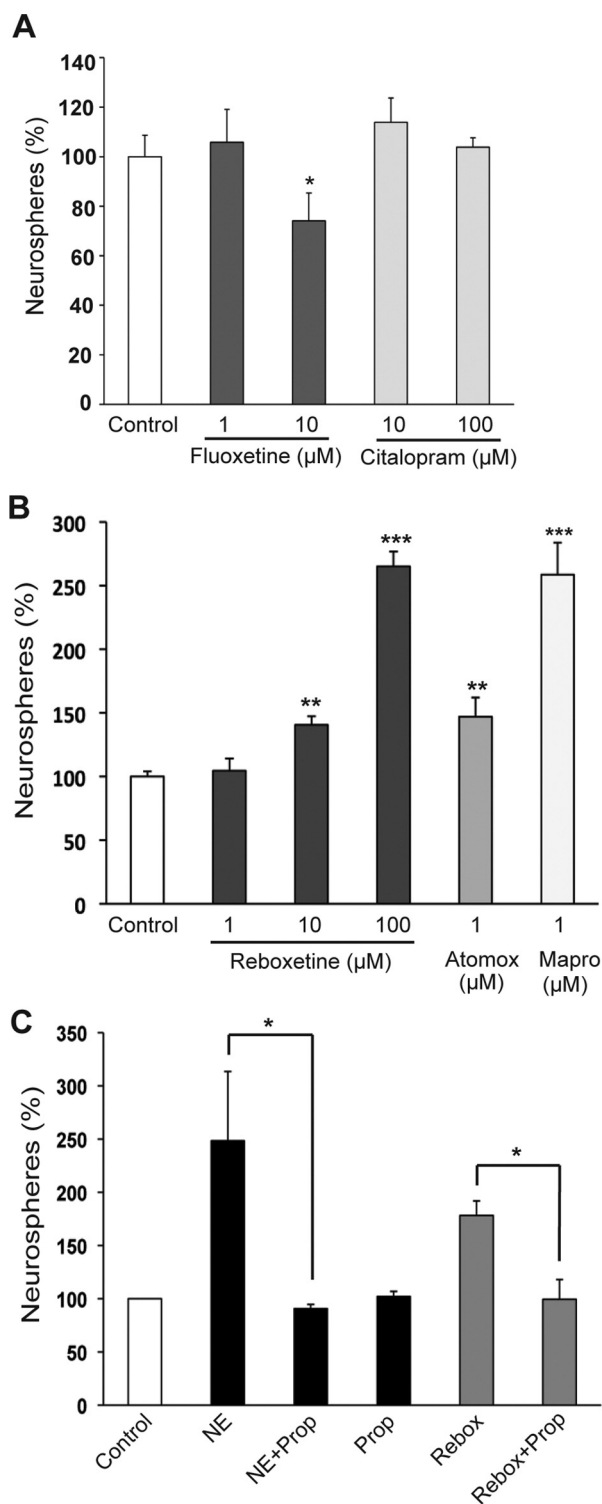 A
Neurospheres (%)
140
120
100
80
60
40
20
0
*
Control 1 10 10 100
Fluoxetine (µM) Citalopram (µM)
B
Neurospheres (%)
300
250
200
150
100
50
0
** *** ** ***
Control 1 10 100 1 1
Reboxetine (µM) Atomox Mapro
(µM) (µM)
C
Neurospheres (%)
350
300
250
200
150
100
50
0
* *
Control NE NE+Prop Prop Rebox Rebox+Prop